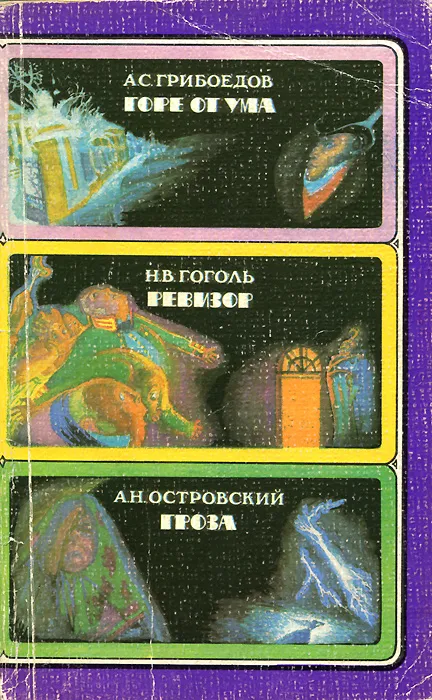 А.С. ГРИБОЕДОВ
ГОРЕ ОТ УМА
Н.В. ГОГОЛЬ
РЕВИЗОР
А.Н. ОСТРОВСКИЙ
ГРОЗА